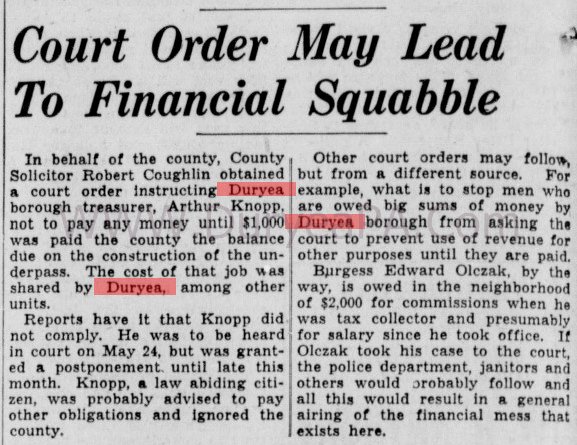 Court Order May Lead
To Financial Squabble
In behalf of the county, County
Solicitor Robert Coughlin obtained
a court order instructing Duryea
borough treasurer, Arthur Knopp,
not to pay any money until $1,000
was paid the county the balance
due on the construction of the un-
derpass. The cost of that job was
shared by Duryea, among other
units.
Reports have it that Knopp did
not comply. He was to be heard
in court on May 24, but was grant-
ed a postponement until late this
month. Knopp, a law abiding citi-
zen, was probably advised to pay
other obligations and ignored the
county.
Other court orders may follow,
but from a different source. For
example, what is to stop men who
are owed big sums of money by
Duryea borough from asking the
court to prevent use of revenue for
other purposes until they are paid.
Burgess Edward Olczak, by the
way, is owed in the neighborhood
of $2,000 for commissions when he
was tax collector and presumably
for salary since he took office. If
Olczak took his case to the court,
the police department, janitors and
others would probably follow and
all this would result in a general
airing of the financial mess that
exists here.